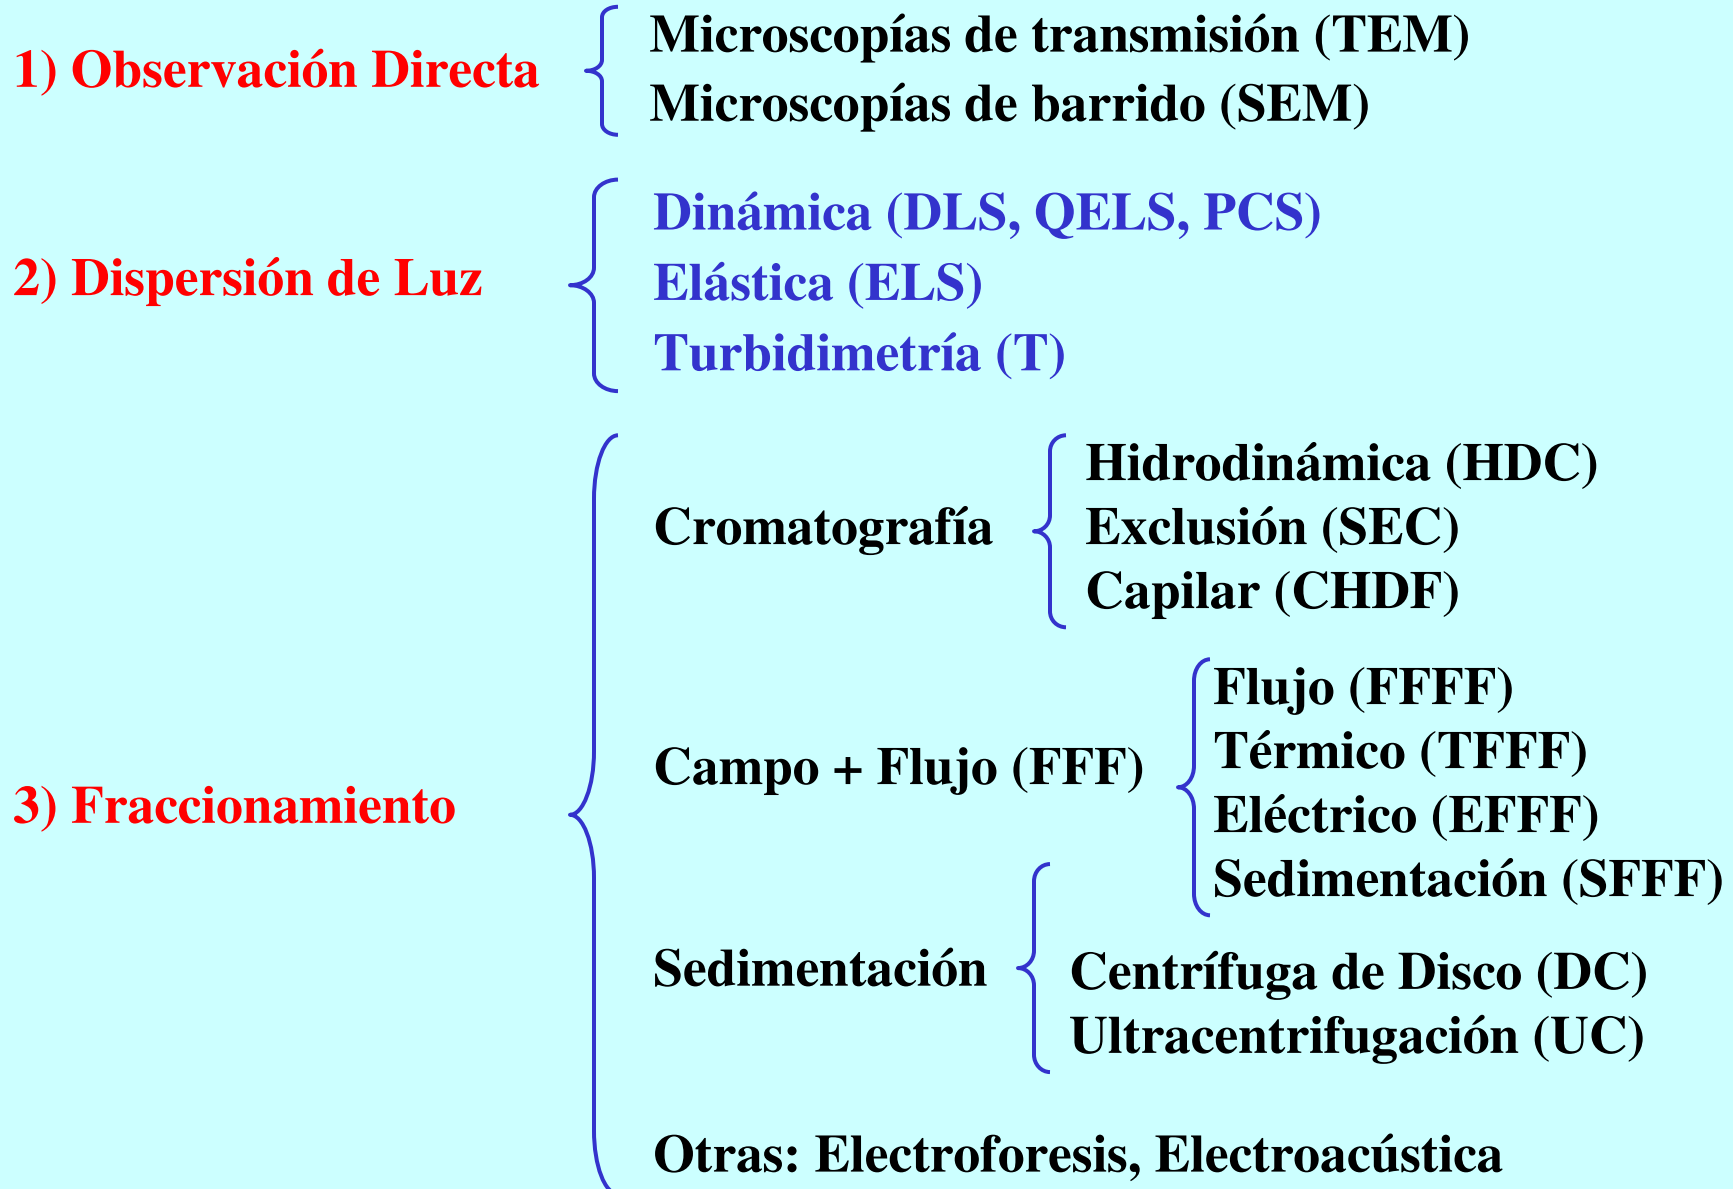 1) Observación Directa
Microscopías de transmisión (TEM)
Microscopías de barrido (SEM)
2) Dispersión de Luz
Dinámica (DLS, QELS, PCS)
Elástica (ELS)
Turbidimetría (T)
3) Fraccionamiento
Cromatografía
Hidrodinámica (HDC)
Exclusión (SEC)
Capilar (CHDF)
Campo + Flujo (FFF)
Flujo (FFFF)
Térmico (TFFF)
Eléctrico (EFFF)
Sedimentación (SFFF)
Sedimentación
Centrífuga de Disco (DC)
Ultracentrifugación (UC)
Otras: Electroforesis, Electroacústica